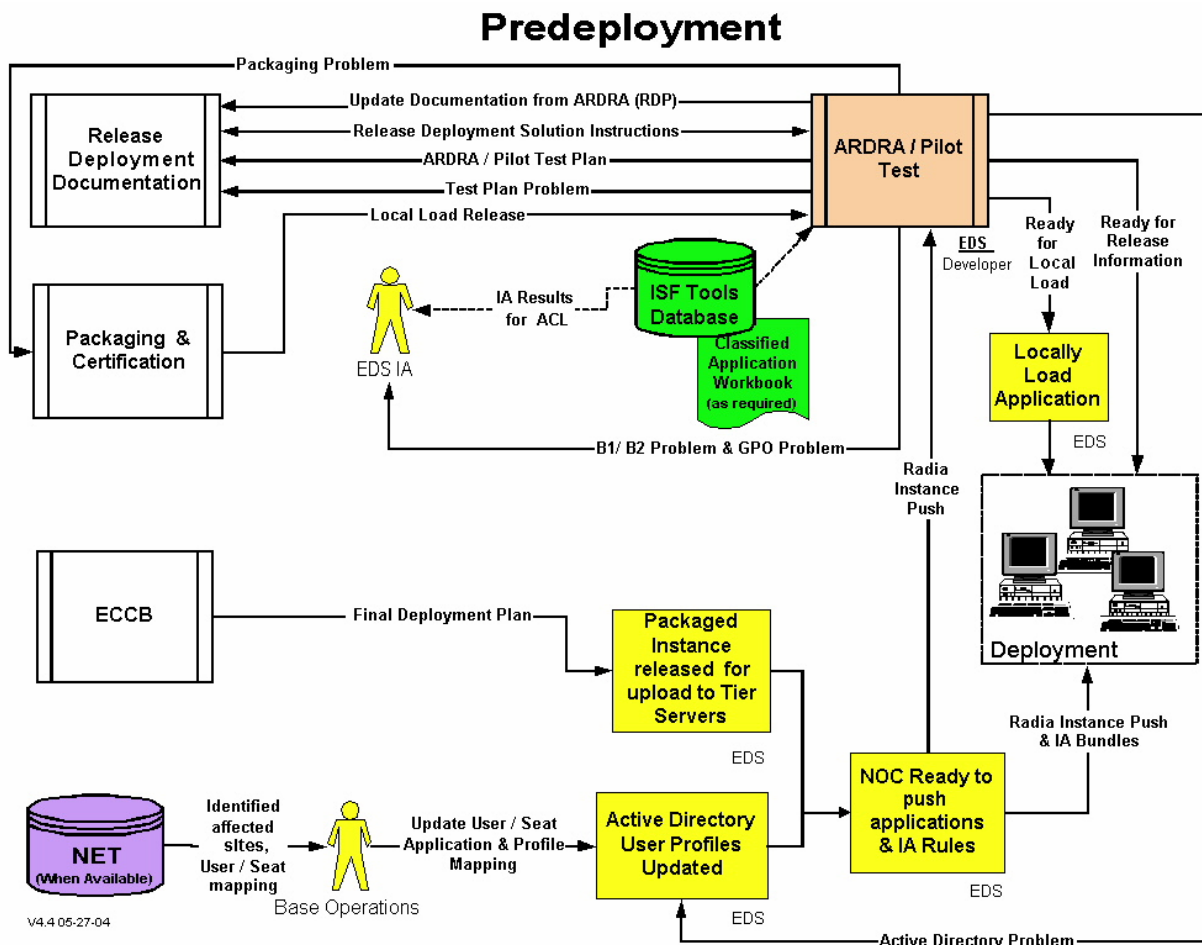 Predeployment
Packaging Problem
Update Documentation from ARDRA (RDP)
Release Deployment Solution Instructions
ARDRA / Pilot Test Plan
Test Plan Problem
Local Load Release
Release
Deployment
Documentation
ARDRA / Pilot
Test
EDS
Developer
Ready
for
Local
Load
Ready for
Release
Information
Packaging &
Certification
EDS IA
IA Results
for ACL
ISF Tools
Database
Classified
Application
Workbook
(as required)
Locally
Load
Application
EDS
B1/ B2 Problem & GPO Problem
Radia
Instance
Push
Deployment
ECCB
Final Deployment Plan
Packaged
Instance
released for
upload to Tier
Servers
EDS
Radia Instance Push
& IA Bundles
NET
(When Available)
Identified
affected
sItes,
User / Seat
mapping
Base Operations
Update User / Seat
Application & Profile
Mapping
Active Directory
User Profiles
Updated
EDS
NOC Ready to
push
applications
& IA Rules
EDS
V4.4 05-27-04
Active Directory Problem